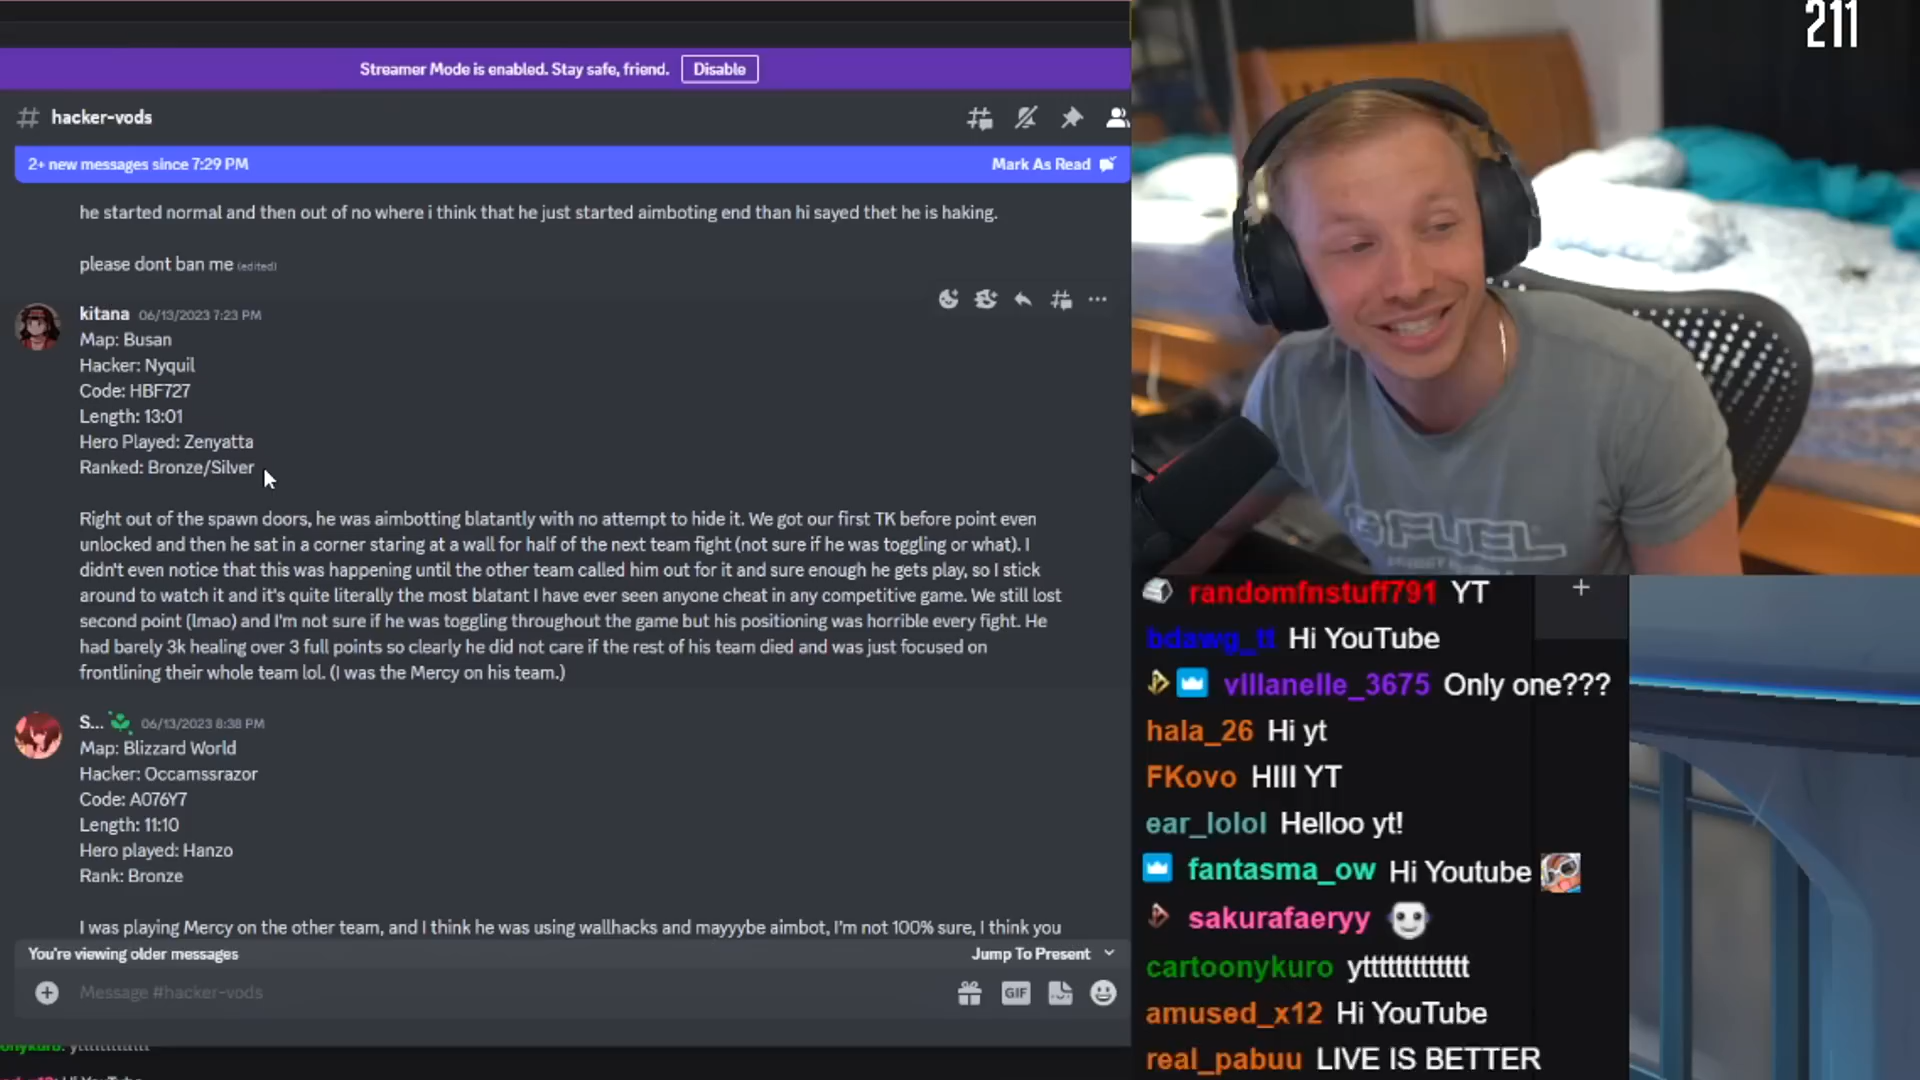 211
Streamer Mode is enabled. Stay safe, friend. Disable
# hacker-vods
2+ new messages since 7:29 PM Mark As Read
he started normal and then out of no where i think that he just started aimboting end than hi sayed thet he is haking.
please dont ban me (edited)
kitana 06/13/2023 7:23 PM
Map: Busan
Hacker: Nyquil
Code: HBF727
Length: 13:01
Hero Played: Zenyatta
Ranked: Bronze/Silver
Right out of the spawn doors, he was aimbotting blatantly with no attempt to hide it. We got our first TK before point even
unlocked and then he sat in a corner staring at a wall for half of the next team fight (not sure if he was toggling or what). I
didn't even notice that this was happening until the other team called him out for it and sure enough he gets play, so I stick
around to watch it and it's quite literally the most blatant I have ever seen anyone cheat in any competitive game. We still lost
second point (lmao) and I'm not sure if he was toggling throughout the game but his positioning was horrible every fight. He
had barely 3k healing over 3 full points so clearly he did not care if the rest of his team died and was just focused on
frontlining their whole team lol. (I was the Mercy on his team.)
S... 06/13/2023 8:38 PM
Map: Blizzard World
Hacker: Occamssrazor
Code: A076Y7
Length: 11:10
Hero played: Hanzo
Rank: Bronze
I was playing Mercy on the other team, and I think he was using wallhacks and mayyybe aimbot, I'm not 100% sure, I think you
You're viewing older messages Jump To Present
Message #hacker-vods
GIF
G FUEL
randomfnstuff791 YT
bdawg_tt Hi YouTube
vlllanelle_3675 Only one???
hala_26 Hi yt
FKovo HIII YT
ear_lolol Helloo yt!
fantasma_ow Hi Youtube
sakurafaeryy
cartoonykuro yttttttttttttt
amused_x12 Hi YouTube
real_pabuu LIVE IS BETTER